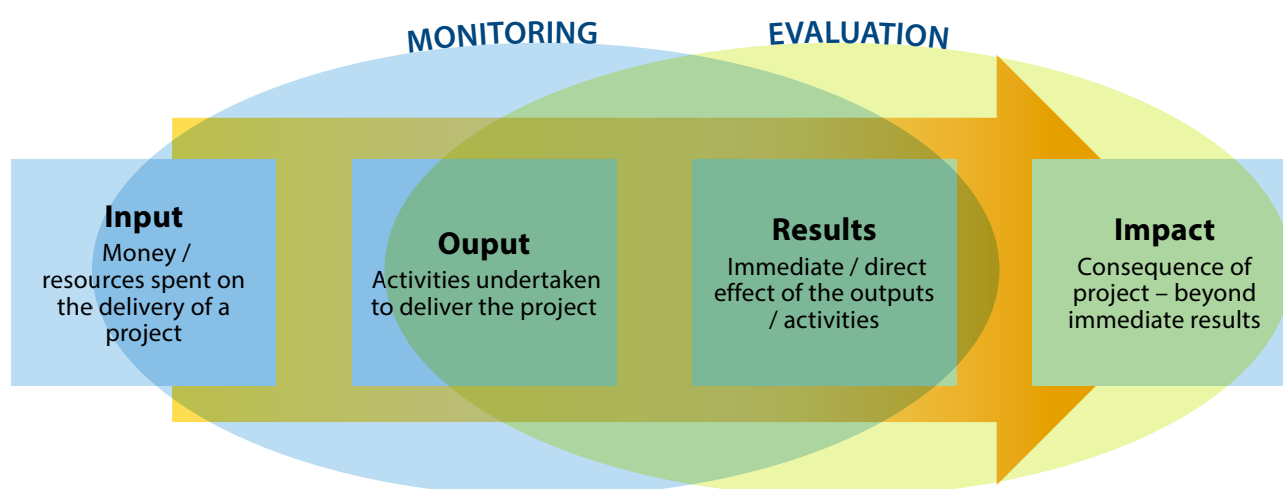 MONITORING
EVALUATION
Input
Money /
resources spent on
the delivery of a
project
Ouput
Activities undertaken
to deliver the project
Results
Immediate / direct
effect of the outputs
/ activities
Impact
Consequence of
project – beyond
immediate results